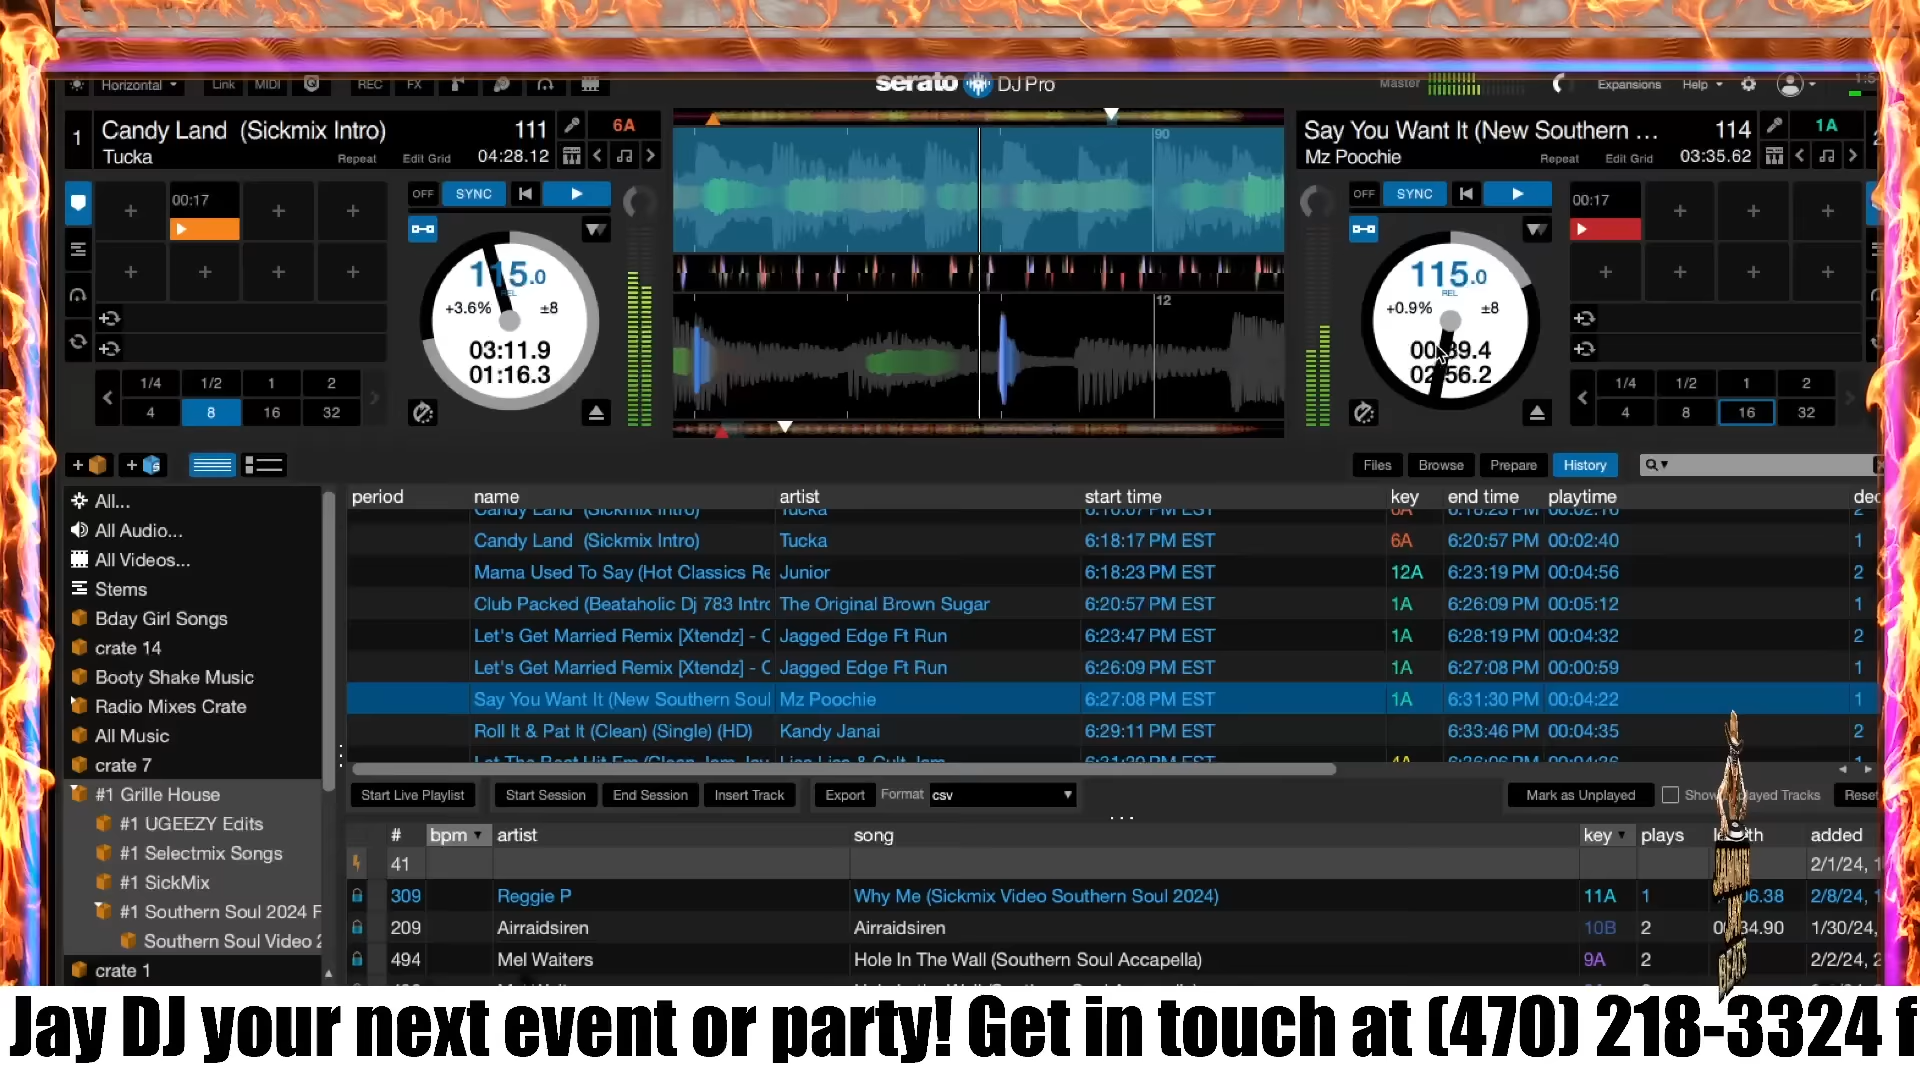 Horizontal Link MIDI REC FX serato DJ Pro Master Expansions Help
1 Candy Land (Sickmix Intro) 111 6A
Tucka Repeat Edit Grid 04:28.12
Say You Want It (New Southern ... 114 1A
Mz Poochie Repeat Edit Grid 03:35.62
00:17 OFF SYNC
115.0
REL
+3.6% ±8
03:11.9
01:16.3
1/4 1/2 1 2
4 8 16 32
90
12
OFF SYNC 00:17
115.0
REL
+0.9% ±8
1/4 1/2 1 2
4 8 16 32
Files Browse Prepare History
All...
All Audio...
All Videos...
Stems
Bday Girl Songs
crate 14
Booty Shake Music
Radio Mixes Crate
All Music
crate 7
#1 Grille House
#1 UGEEZY Edits
#1 Selectmix Songs
#1 SickMix
#1 Southern Soul 2024 F
Southern Soul Video 2
crate 1
period name artist start time key end time playtime dec
Candy Land (Sickmix Intro) Tucka
Candy Land (Sickmix Intro) Tucka 6:18:17 PM EST 6A 6:20:57 PM 00:02:40 1
Mama Used To Say (Hot Classics Re Junior 6:18:23 PM EST 12A 6:23:19 PM 00:04:56 2
Club Packed (Beataholic Dj 783 Intro The Original Brown Sugar 6:20:57 PM EST 1A 6:26:09 PM 00:05:12 1
Let's Get Married Remix [Xtendz] - C Jagged Edge Ft Run 6:23:47 PM EST 1A 6:28:19 PM 00:04:32 2
Let's Get Married Remix [Xtendz] - C Jagged Edge Ft Run 6:26:09 PM EST 1A 6:27:08 PM 00:00:59 1
Say You Want It (New Southern Soul Mz Poochie 6:27:08 PM EST 1A 6:31:30 PM 00:04:22 1
Roll It & Pat It (Clean) (Single) (HD) Kandy Janai 6:29:11 PM EST 6:33:46 PM 00:04:35 2
Start Live Playlist Start Session End Session Insert Track Export Format csv Mark as Unplayed Tracks Reset
# bpm artist song key plays added
41 2/1/24, 1
309 Reggie P Why Me (Sickmix Video Southern Soul 2024) 11A 1 2/8/24, 1
209 Airraidsiren Airraidsiren 10B 2 1/30/24,
494 Mel Waiters Hole In The Wall (Southern Soul Accapella) 9A 2 2/2/24, 2
Jay DJ your next event or party! Get in touch at (470) 218-3324 f